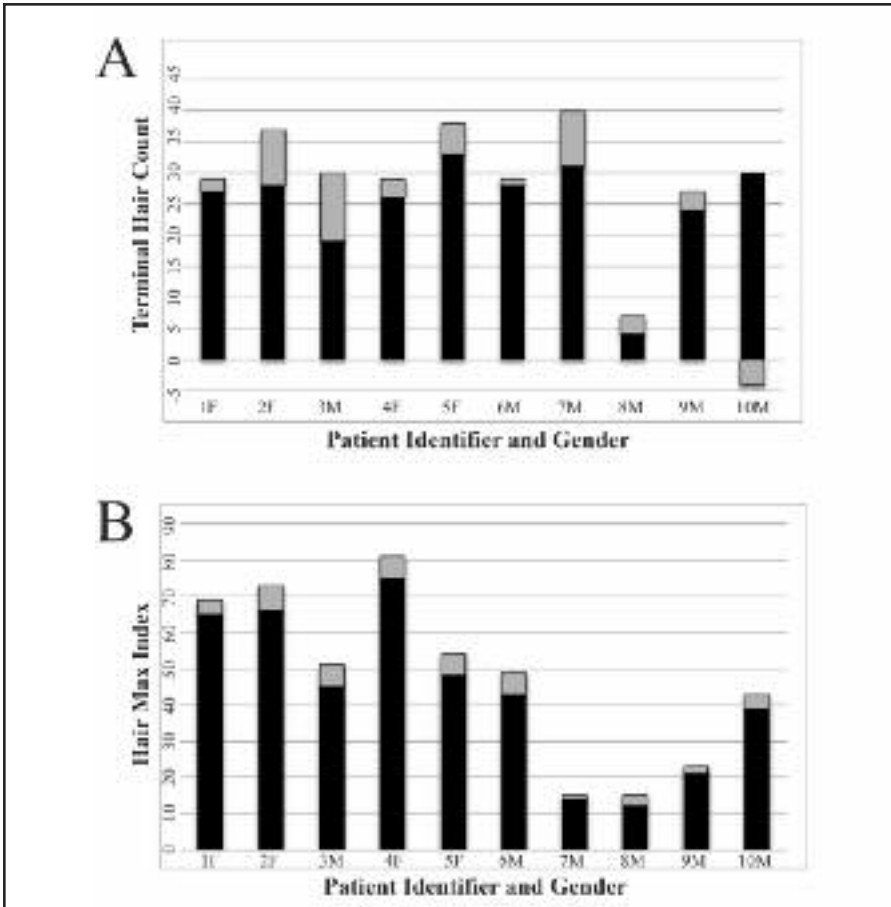 A
Terminal Hair Count
45
40
35
30
25
20
15
10
5
0
-5
1F 2F 3M 4F 5F 6M 7M 8M 9M 10M
Patient Identifier and Gender
B
Hair Max Index
90
80
70
60
50
40
30
20
10
0
1F 2F 3M 4F 5F 6M 7M 8M 9M 10M
Patient Identifier and Gender